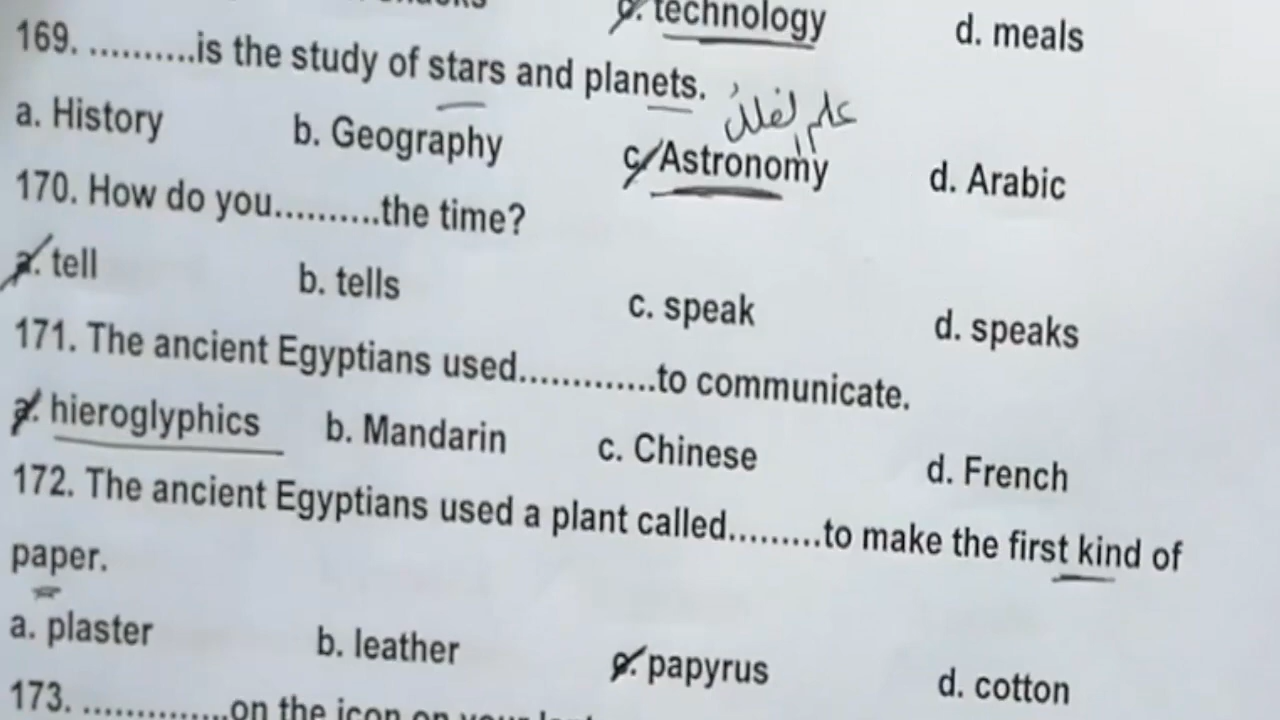 c. technology d. meals
169. ..........is the study of stars and planets.
علم الفلك
a. History b. Geography c. Astronomy d. Arabic
170. How do you..........the time?
a. tell b. tells c. speak d. speaks
171. The ancient Egyptians used.............to communicate.
a. hieroglyphics b. Mandarin c. Chinese d. French
172. The ancient Egyptians used a plant called.........to make the first kind of
paper.
a. plaster b. leather c. papyrus d. cotton
173. ..............on the icon on your